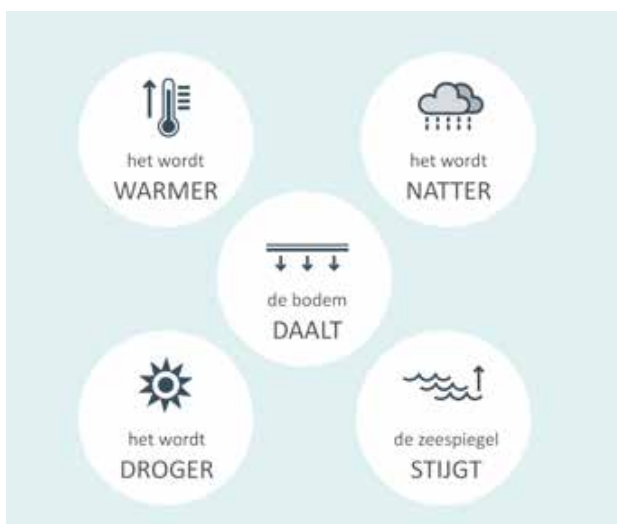 het wordt
WARMER
het wordt
NATTER
de bodem
DAALT
het wordt
DROGER
de zeespiegel
STIJGT